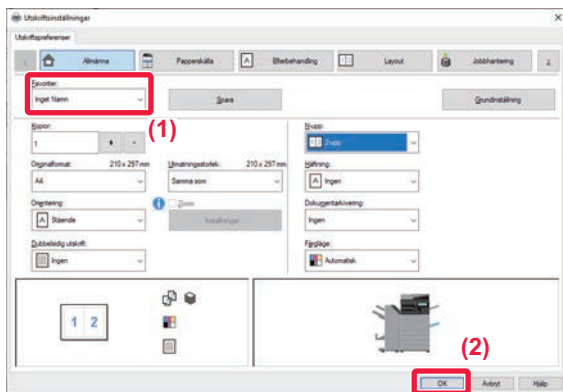 Utskriftsinställningar
Utskriftspreferenser
Allmänna
Papperskälla
Efterbehandling
Layout
Jobbhantering
Favoriter:
Inget Namn
Spara
Grundinställning
(1)
Kopior:
1
N-upp:
2-upp
Originalformat: 210 x 297 mm
A4
Utmatningsstorlek: 210 x 297 mm
Samma som
Häftning:
Ingen
Orientering:
Stående
Zoom
Inställningar...
Dokumentarkivering:
Ingen
Dubbelsidig utskrift:
Ingen
Färgläge:
Automatisk
1 2
(2)
OK
Avbryt
Hjälp